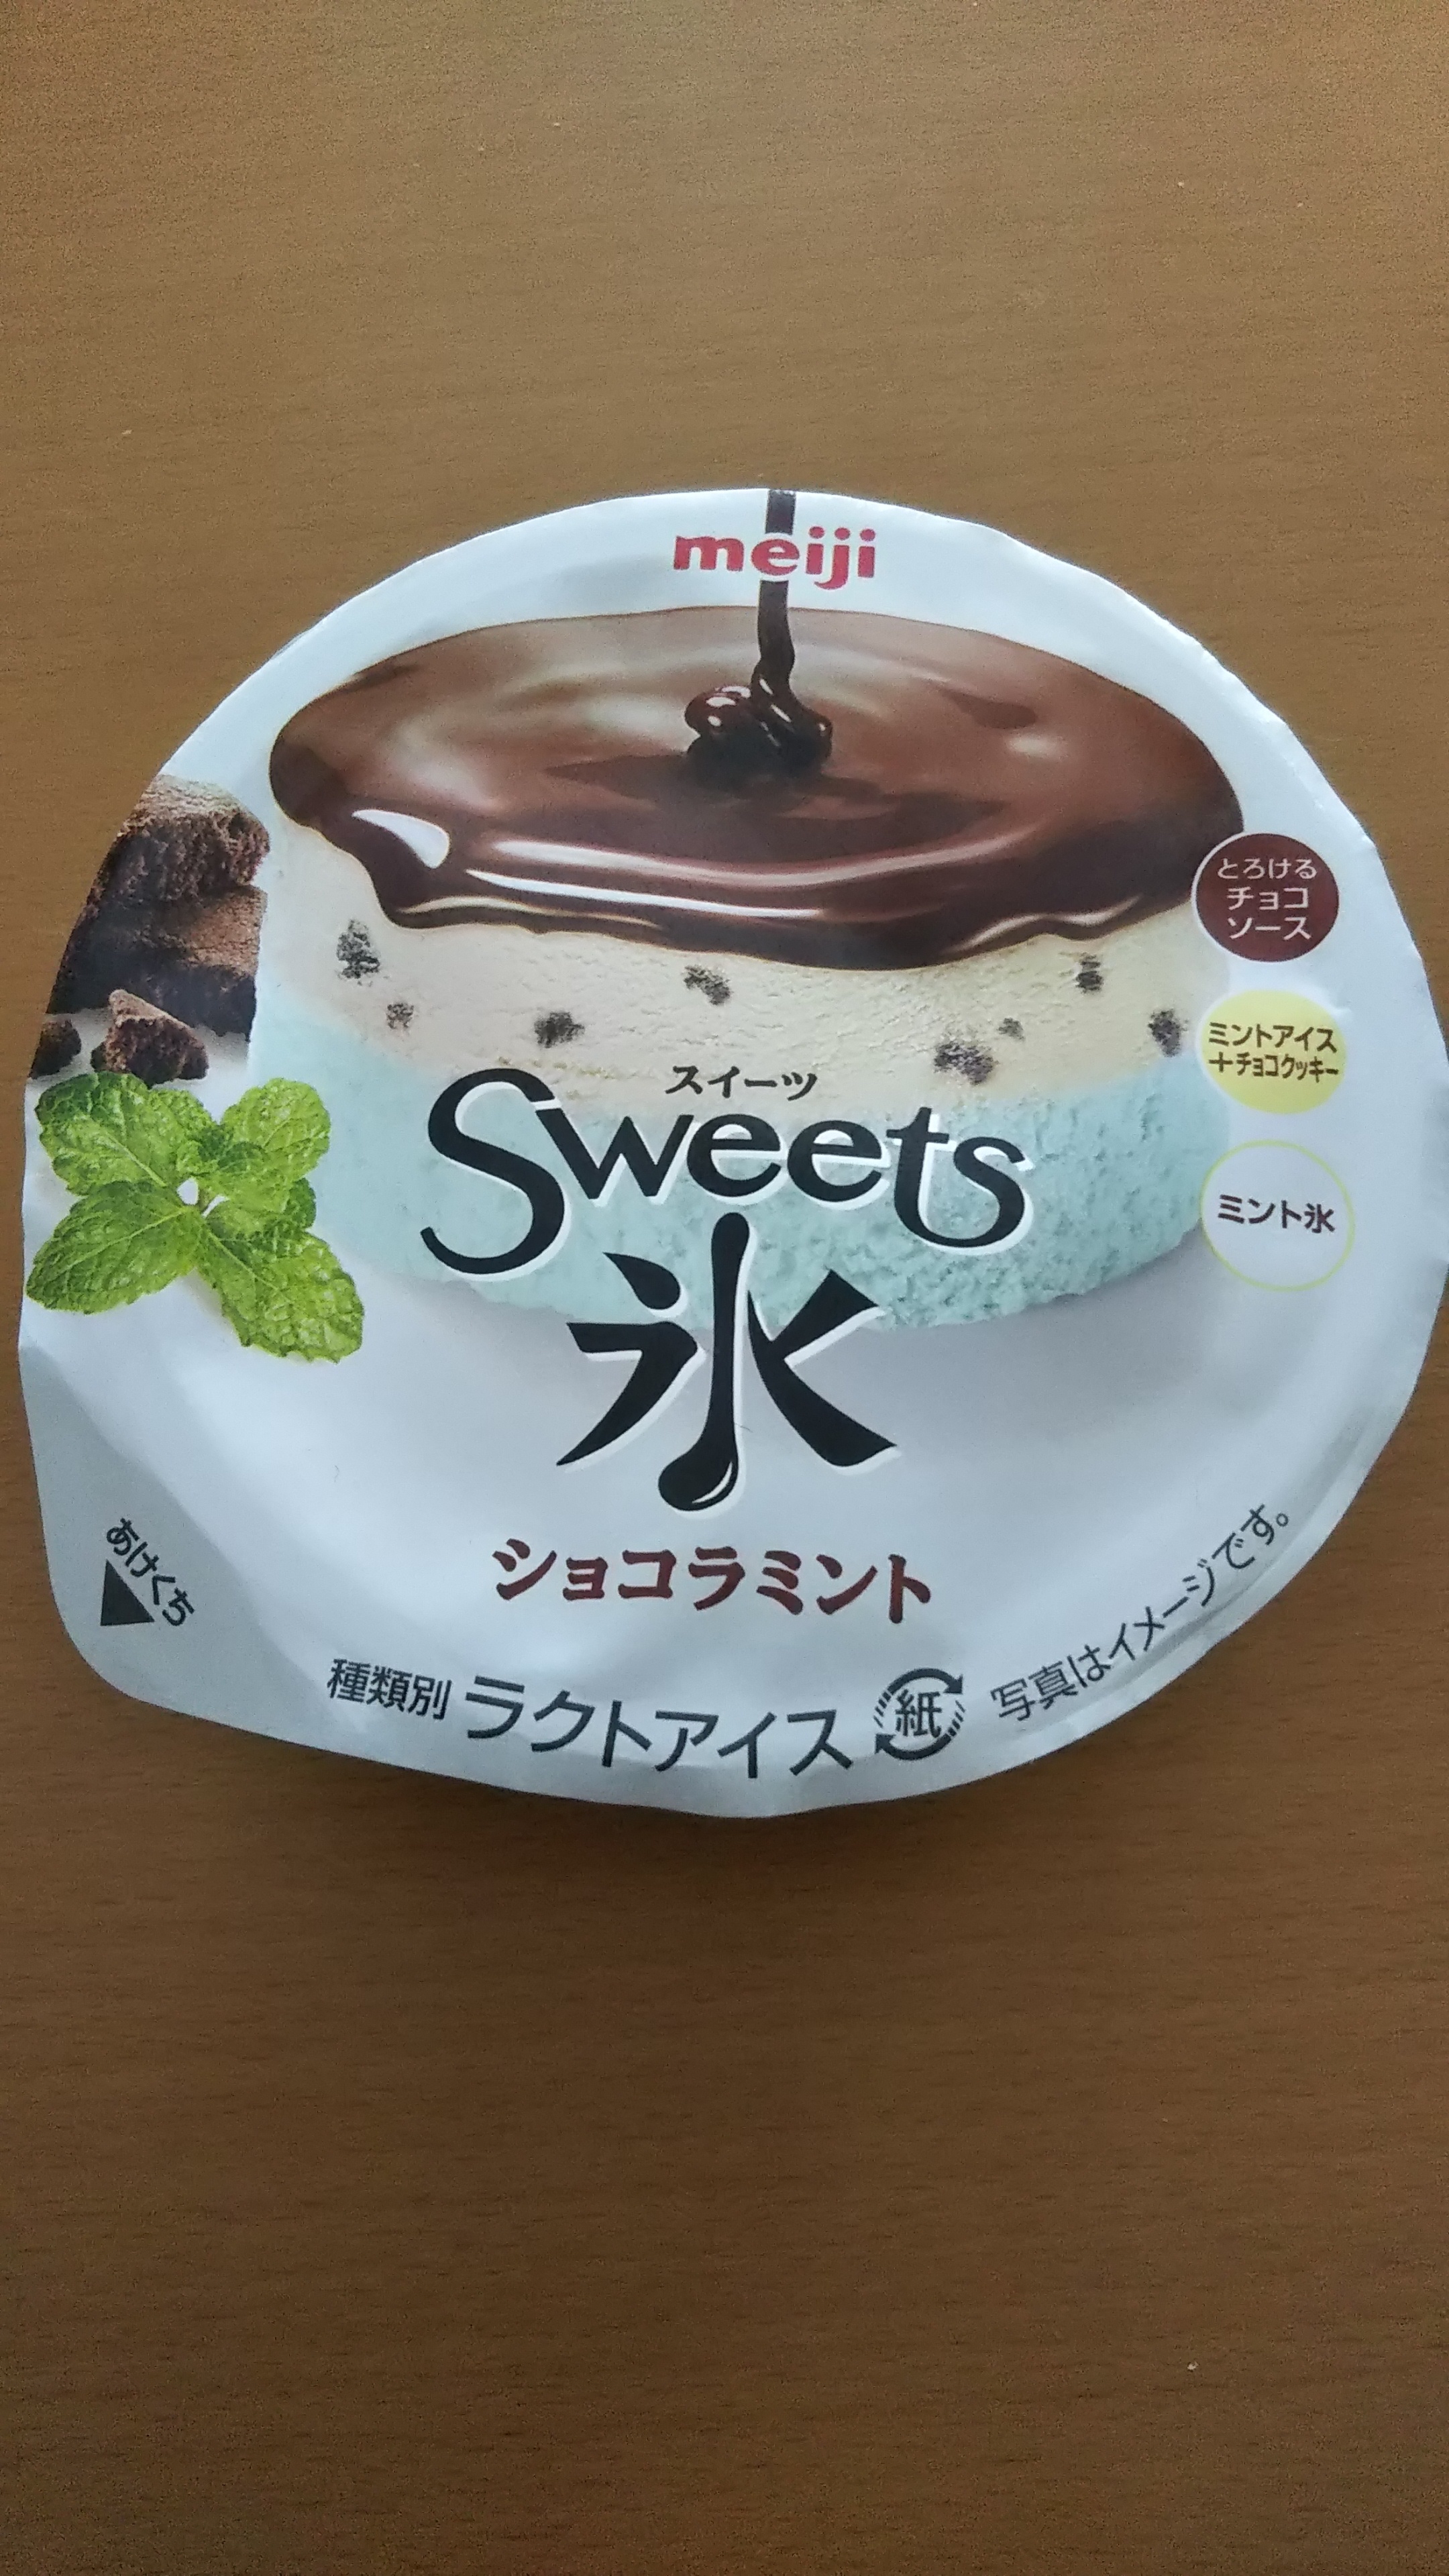 meiji
とろける
チョコ
ソース
ミントアイス
+チョコクッキー
ミント氷
スイーツ
Sweets
氷
ショコラミント
あけくち
種類別 ラクトアイス
紙
写真はイメージです。